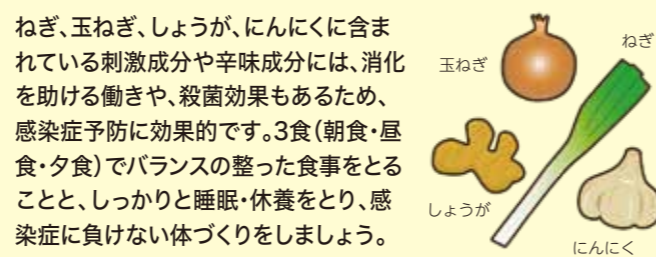 ねぎ、玉ねぎ、しょうが、にんにくに含ま
れている刺激成分や辛味成分には、消化
を助ける働きや、殺菌効果もあるため、
感染症予防に効果的です。3食(朝食・昼
食・夕食)でバランスの整った食事をとる
ことと、しっかりと睡眠・休養をとり、感
染症に負けない体づくりをしましょう。
玉ねぎ
ねぎ
しょうが
にんにく